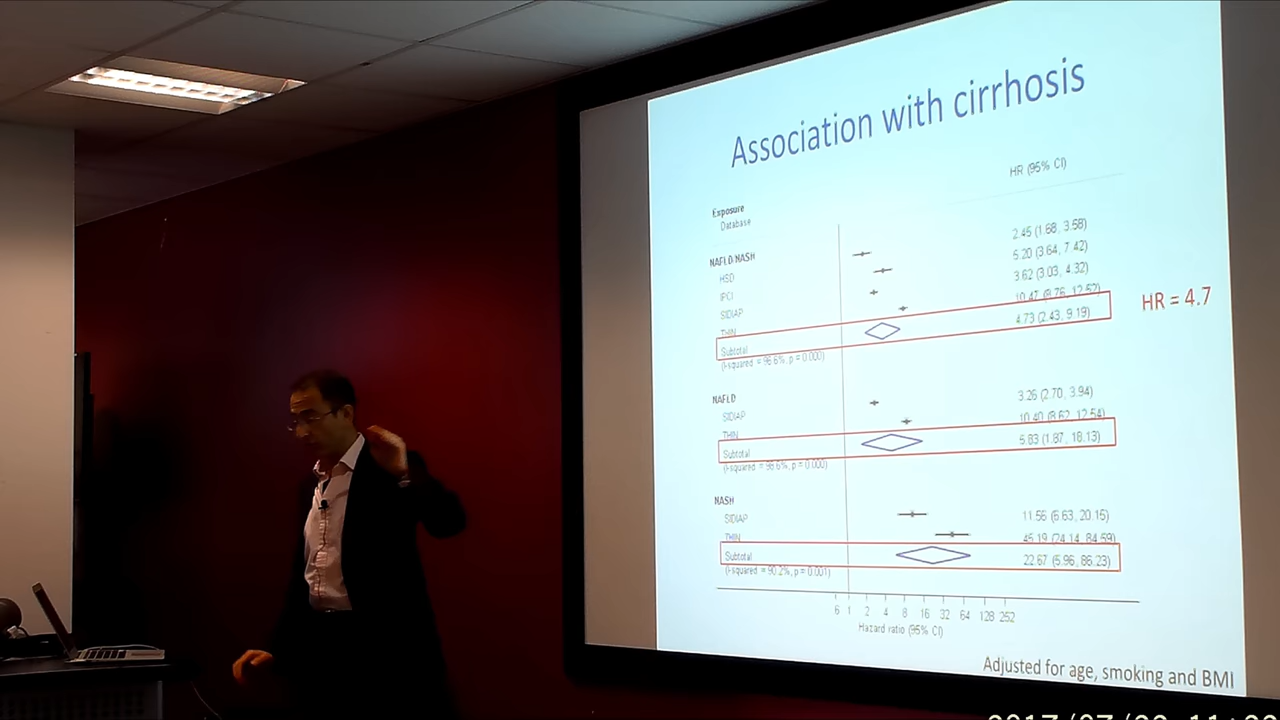 Association with cirrhosis
HR (95% CI)
Exposure
Database
NAFLD/NASH
HSD 2.45 (1.68, 3.58)
IPCI 5.20 (3.64, 7.42)
SIDIAP 3.62 (3.03, 4.32)
THIN 10.47 (8.76, 12.52)
Subtotal 4.73 (2.43, 9.19)
(I-squared = 96.6%, p = 0.000)
HR = 4.7
NAFLD
SIDIAP 3.26 (2.70, 3.94)
THIN 10.40 (8.62, 12.54)
Subtotal 5.83 (1.87, 18.13)
(I-squared = 98.6%, p = 0.000)
NASH
SIDIAP 11.56 (6.63, 20.15)
THIN 45.19 (24.14, 84.59)
Subtotal 22.67 (5.96, 86.23)
(I-squared = 90.2%, p = 0.001)
6 1 2 4 8 16 32 64 128 252
Hazard ratio (95% CI)
Adjusted for age, smoking and BMI